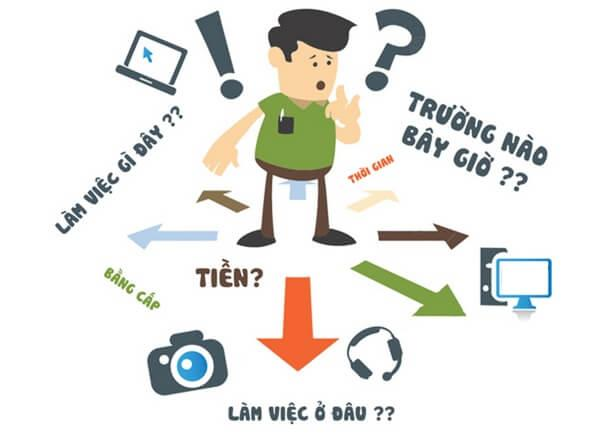 LÀM VIỆC GÌ ĐÂY ??
TRƯỜNG NÀO
BÂY GIỜ ??
THỜI GIAN
BẰNG CẤP
TIỀN?
LÀM VIỆC Ở ĐÂU ??